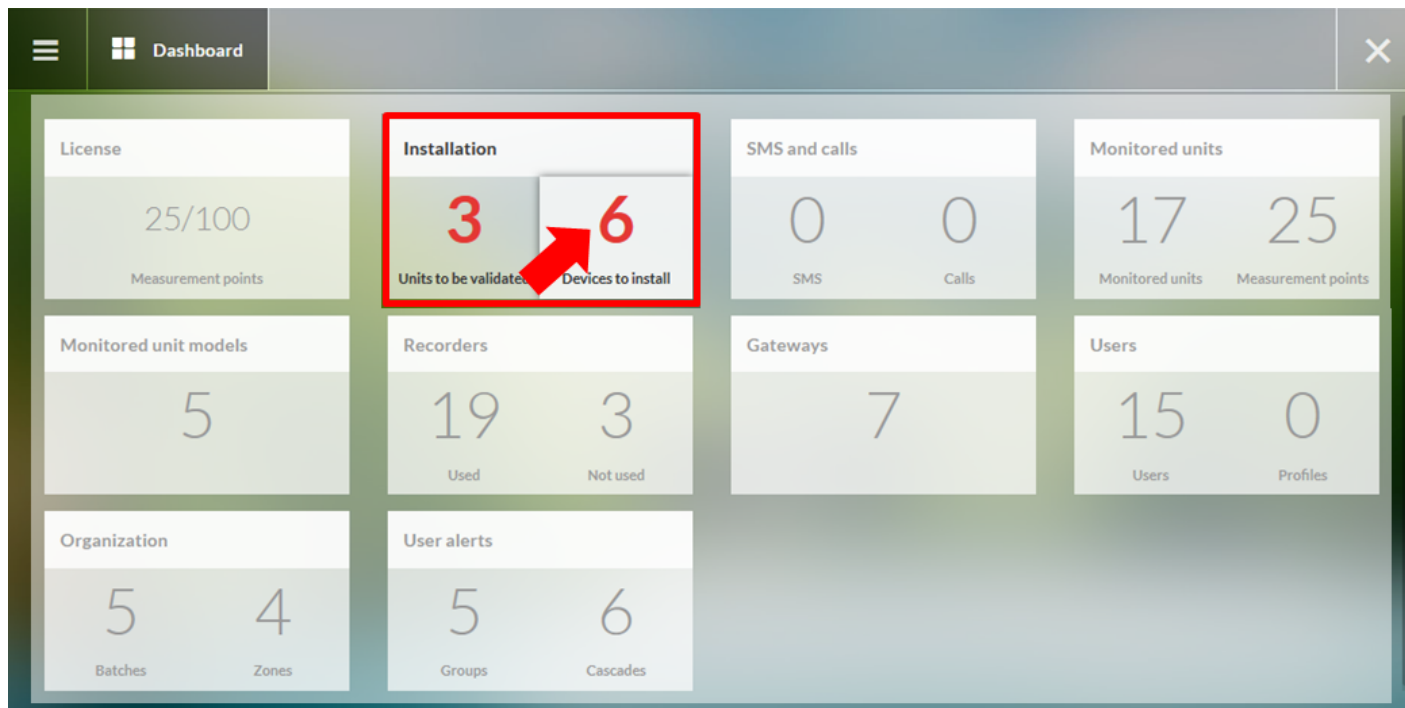 Dashboard
License
25/100
Measurement points
Installation
3
Units to be validated
6
Devices to install
SMS and calls
0
SMS
0
Calls
Monitored units
17
Monitored units
25
Measurement points
Monitored unit models
5
Recorders
19
Used
3
Not used
Gateways
7
Users
15
Users
0
Profiles
Organization
5
Batches
4
Zones
User alerts
5
Groups
6
Cascades